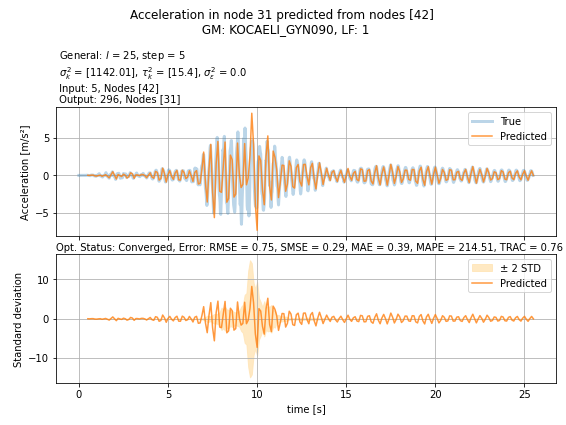 Acceleration in node 31 predicted from nodes [42]
GM: KOCAELI_GYN090, LF: 1
General: l = 25, step = 5
σ²ₖ = [1142.01], τ²ₖ = [15.4], σ²ε = 0.0
Input: 5, Nodes [42]
Output: 296, Nodes [31]
Acceleration [m/s²]
5
0
−5
True
Predicted
Opt. Status: Converged, Error: RMSE = 0.75, SMSE = 0.29, MAE = 0.39, MAPE = 214.51, TRAC = 0.76
Standard deviation
10
0
−10
± 2 STD
Predicted
0 5 10 15 20 25
time [s]